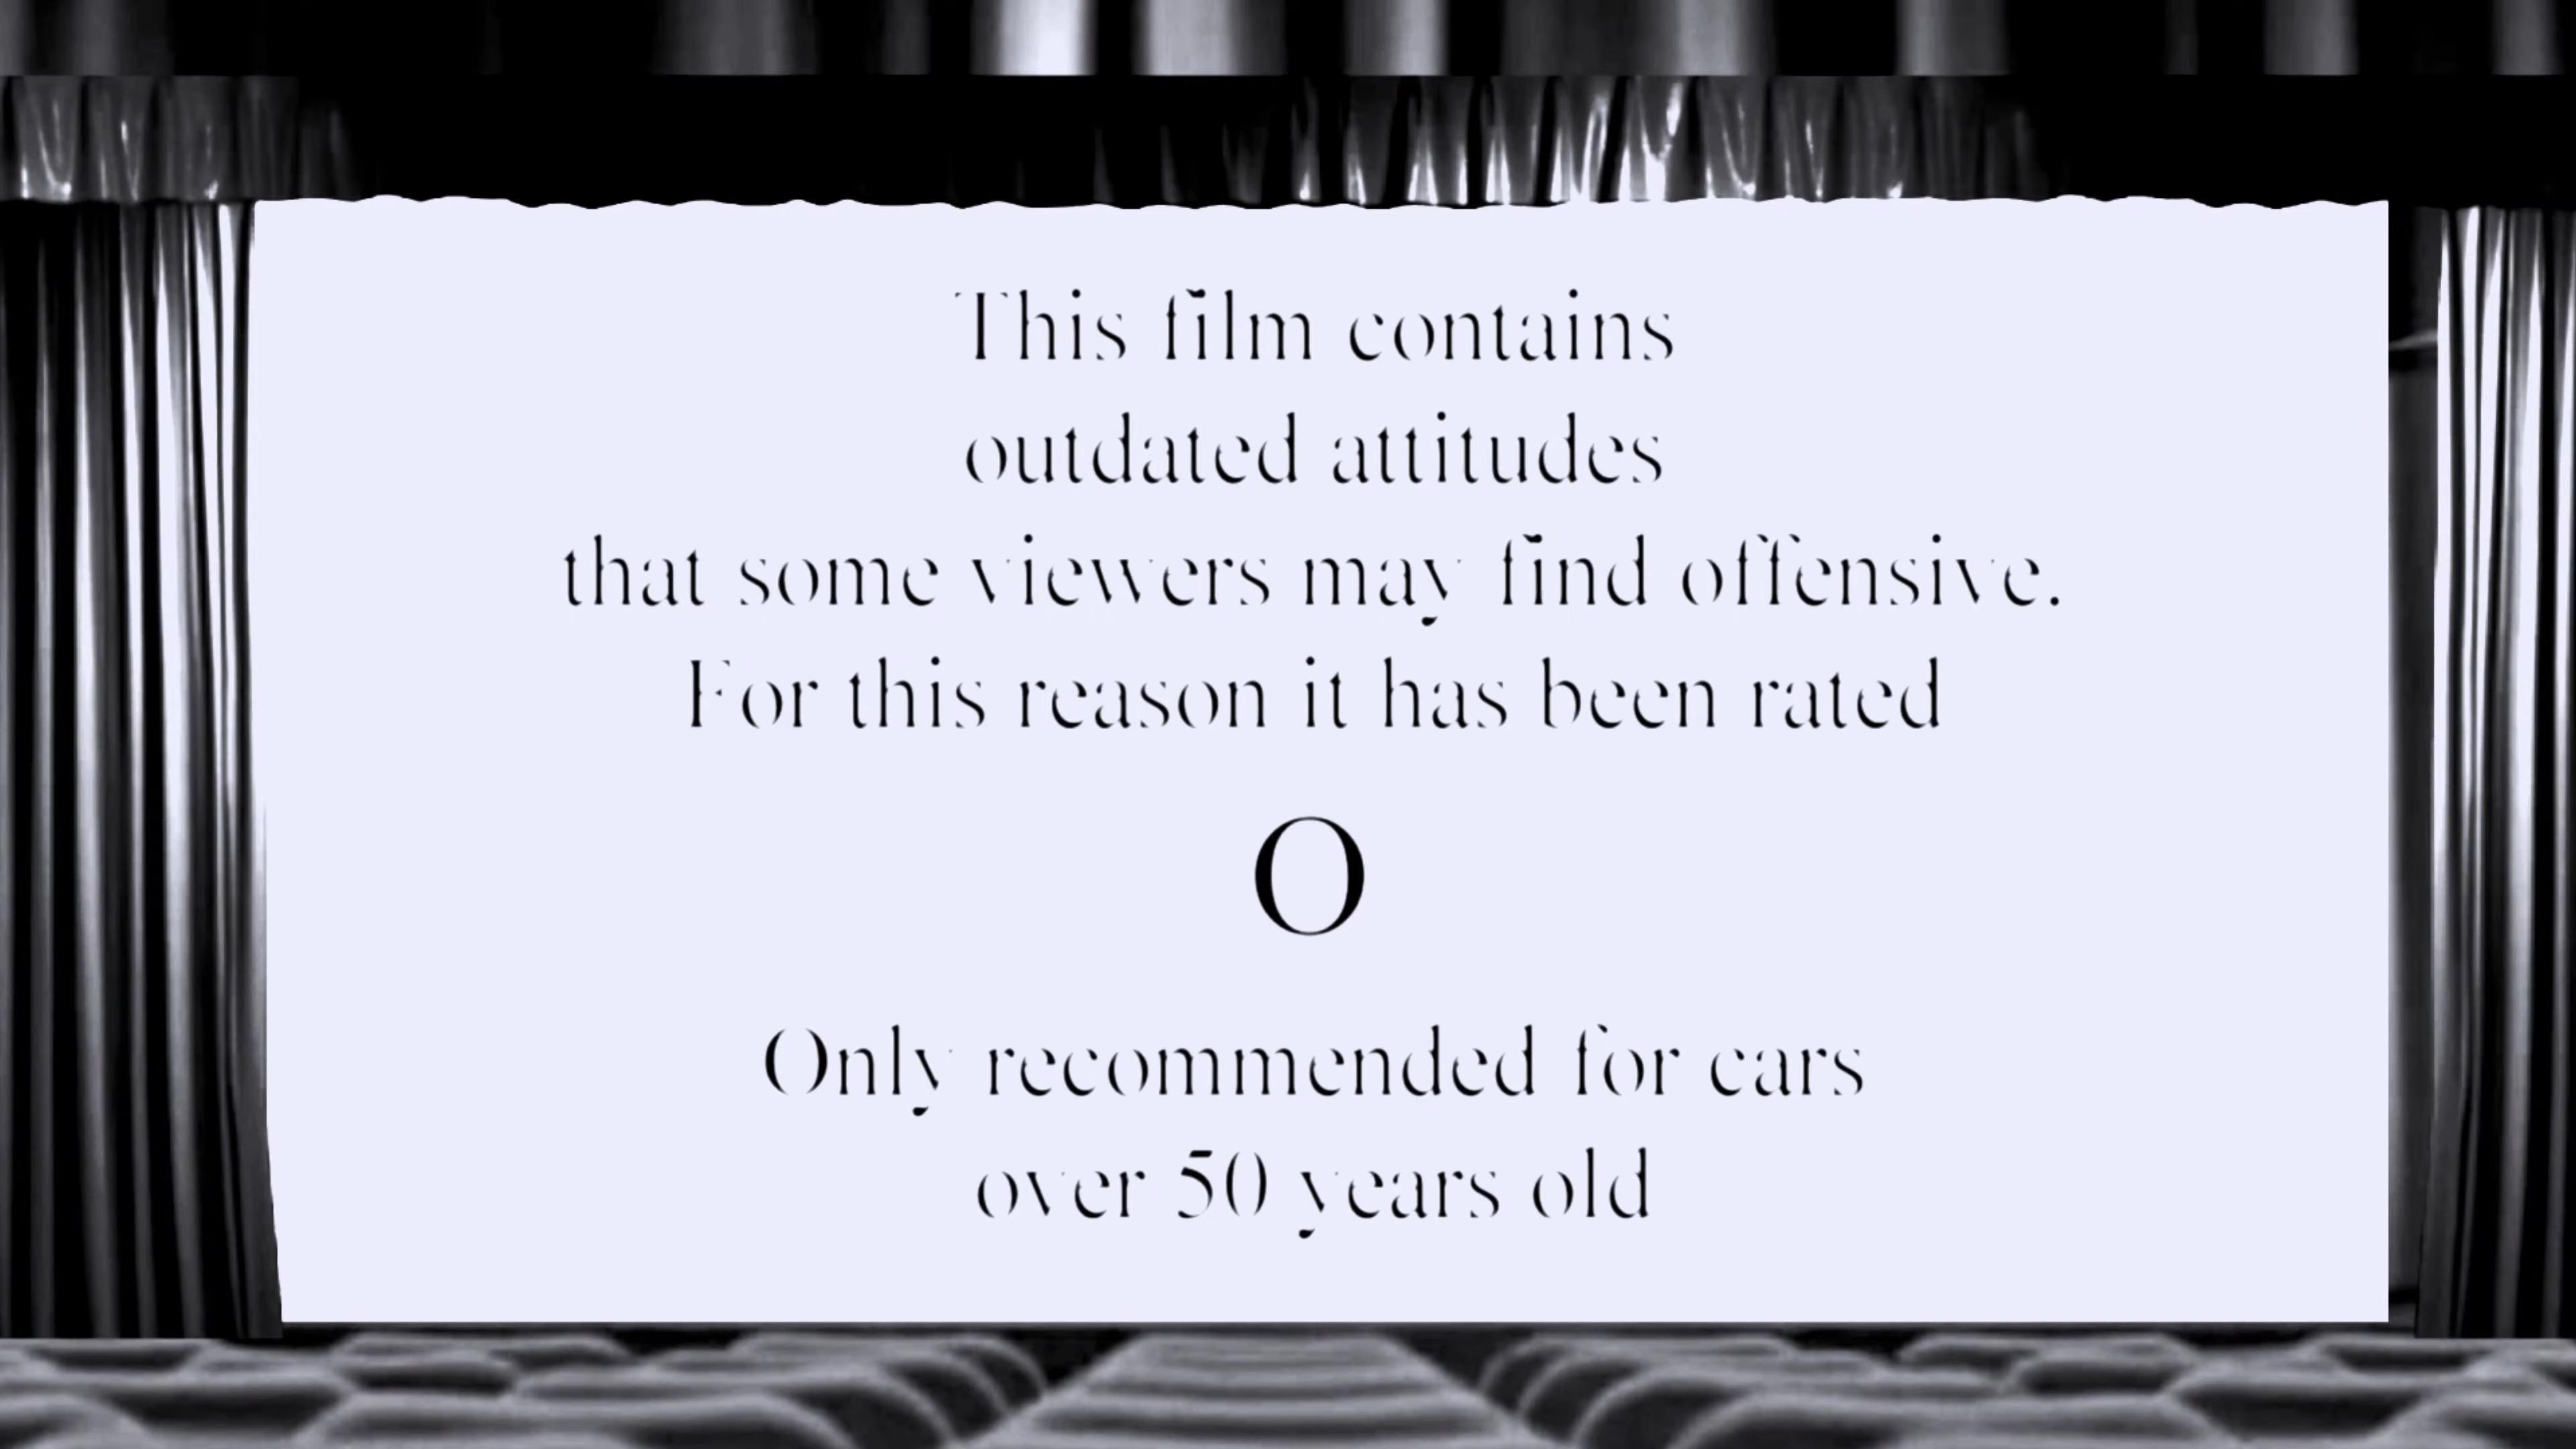 This film contains
outdated attitudes
that some viewers may find offensive.
For this reason it has been rated
O
Only recommended for cars
over 50 years old